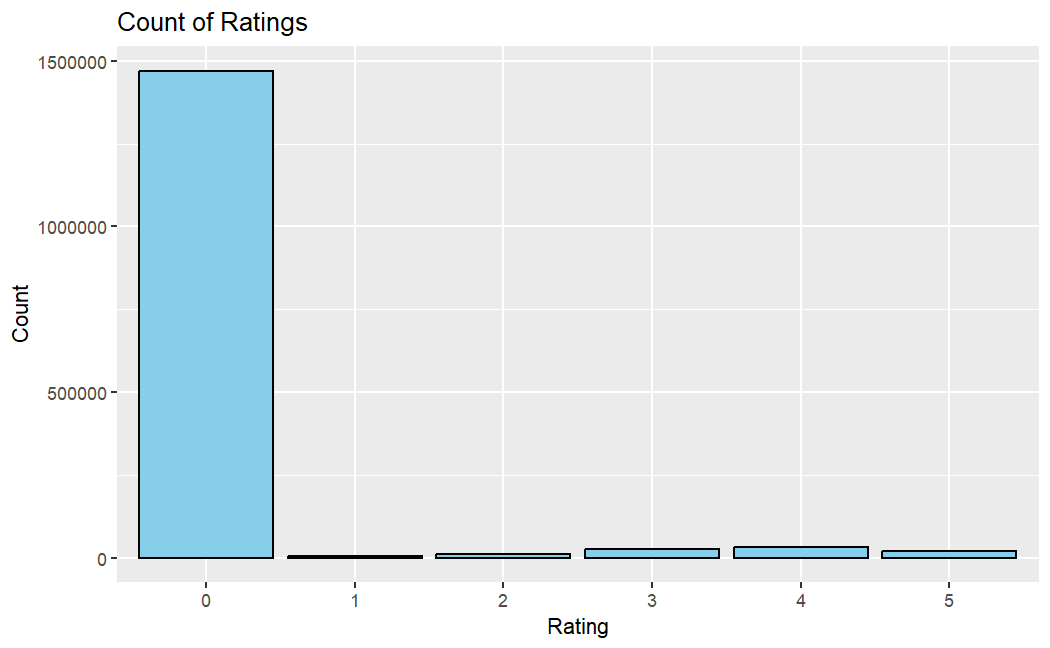 Count of Ratings
1500000
1000000
500000
0
Count
0 1 2 3 4 5
Rating